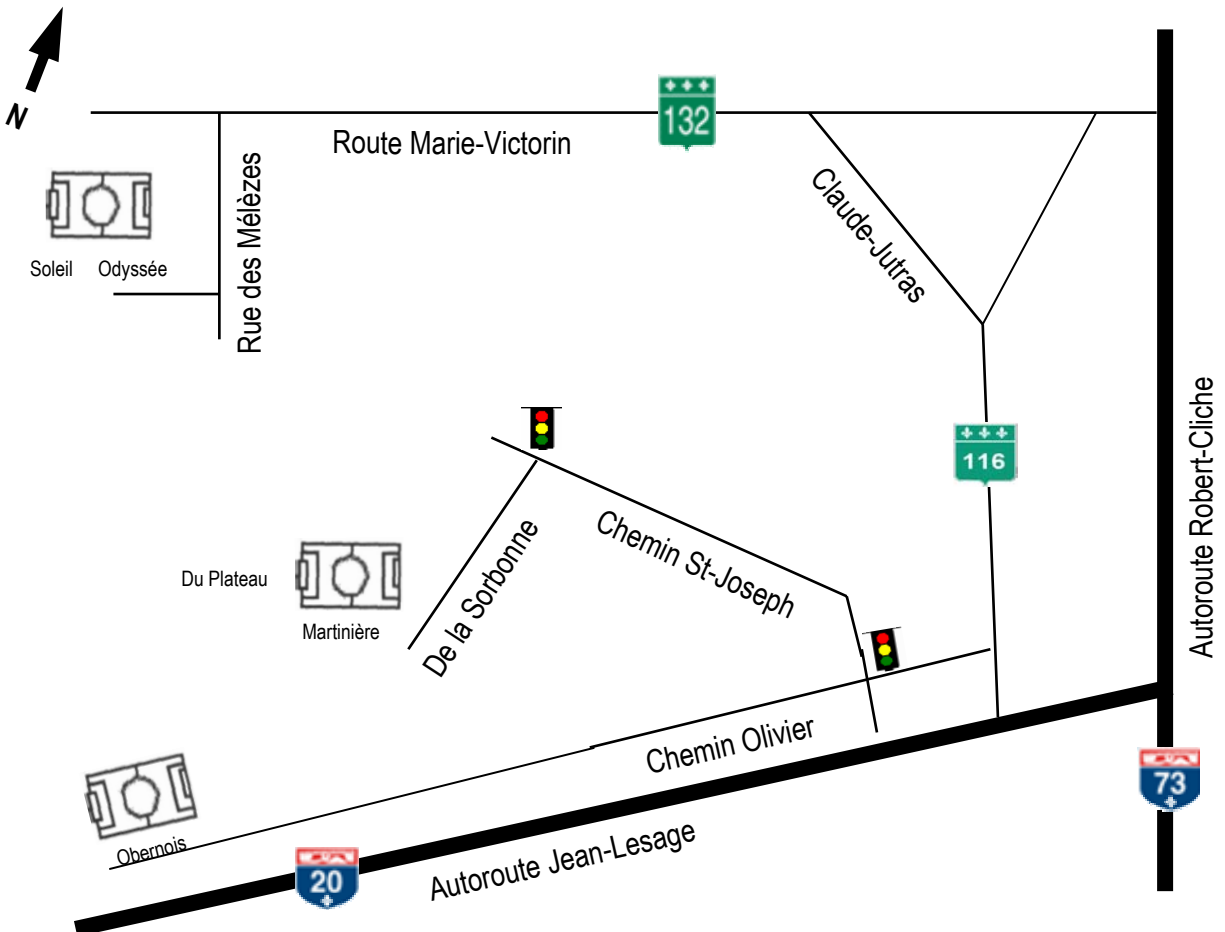 N
132
Route Marie-Victorin
Rue des Mélèzes
Claude-Jutras
Soleil Odyssée
116
Autoroute Robert-Cliche
Chemin St-Joseph
De la Sorbonne
Du Plateau
Martinière
Chemin Olivier
73
Obernois
20
Autoroute Jean-Lesage